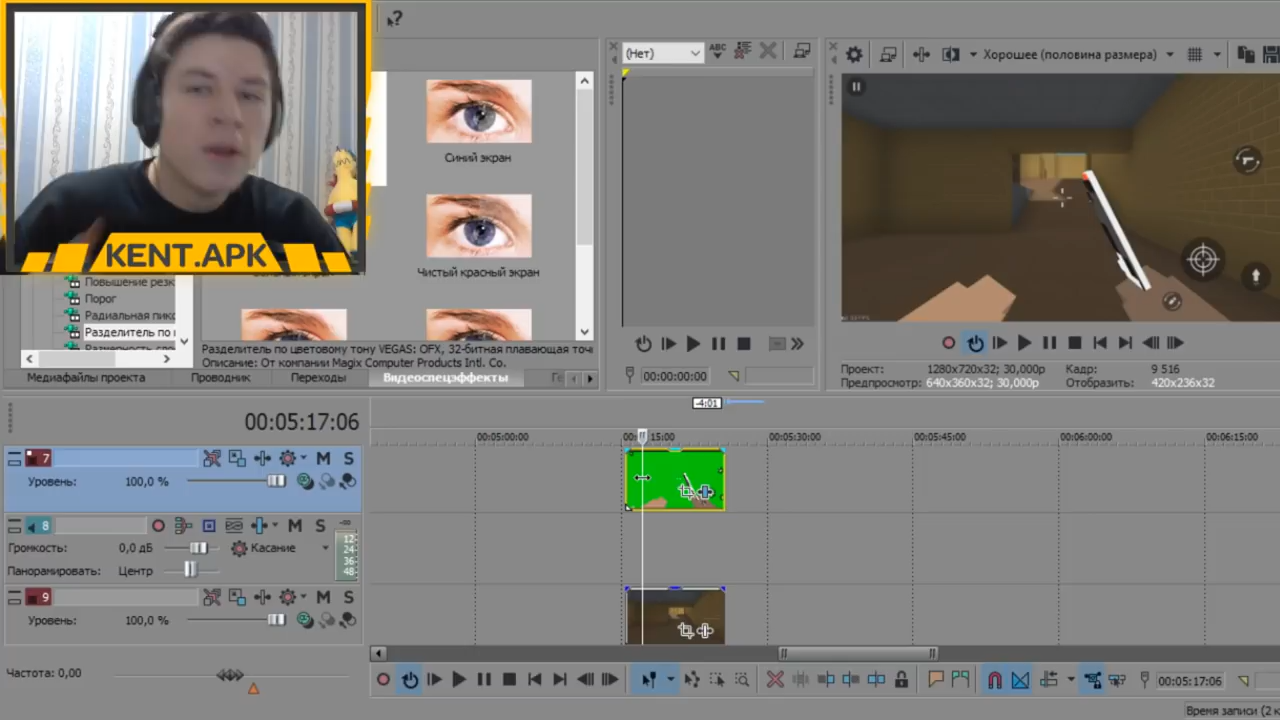 KENT.APK
?
Синий экран
Чистый красный экран
Порог
Радиальная пикс
Разделитель по
Разделитель по цветовому тону VEGAS: OFX, 32-битная плавающая точ
Описание: От компании Magix Computer Products Intl. Co.
Медиафайлы проекта
Проводник
Переходы
Видеоспецэффекты
(Нет)
ABC
00:00:00:00
Хорошее (половина размера)
Проект: 1280x720x32; 30,000p
Предпросмотр: 640x360x32; 30,000p
Кадр: 9 516
Отобразить: 420x236x32
00:05:17:06
-4:01
00:05:00:00
00:
15:00
00:05:30:00
00:05:45:00
00:06:00:00
00:06:15:00
7
M S
Уровень: 100,0 %
8
M S
Громкость: 0,0 дБ
Касание
Панорамировать: Центр
12
24
36
48
9
M S
Уровень: 100,0 %
Частота: 0,00
00:05:17:06
Время записи (2 к